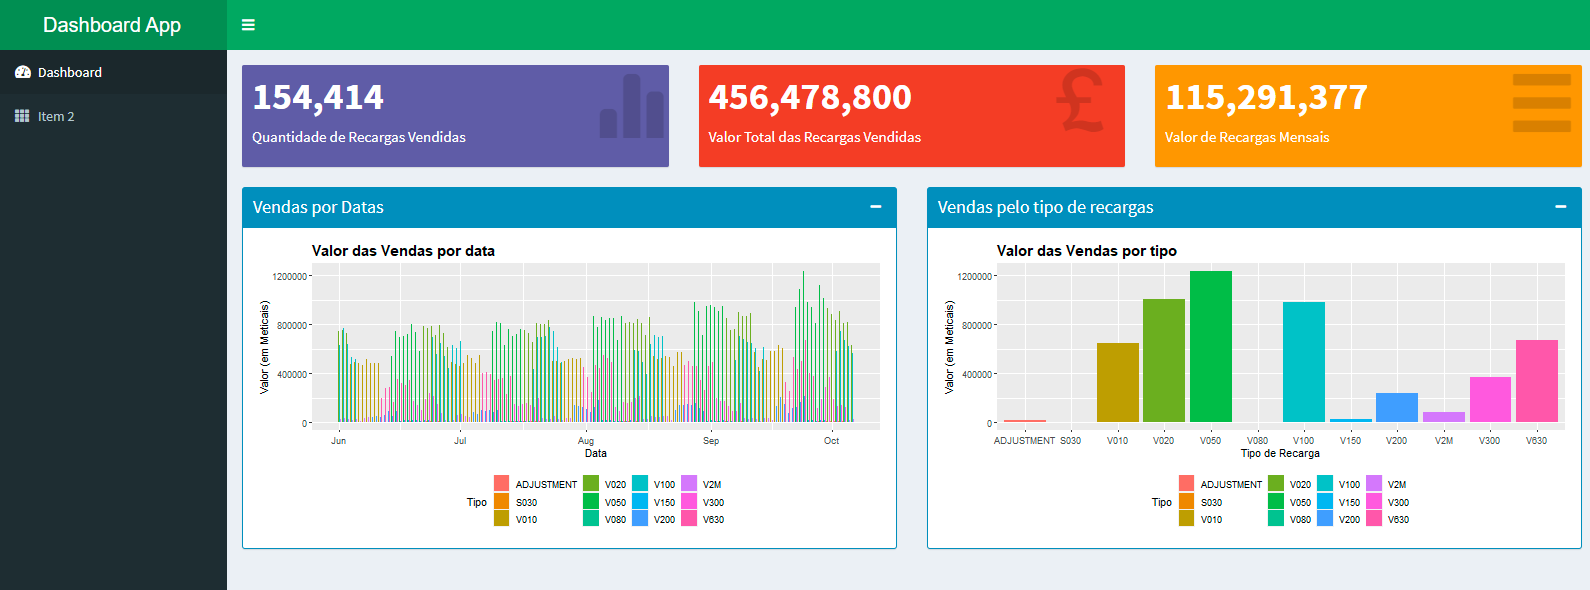 Dashboard App
Dashboard
Item 2
154,414
Quantidade de Recargas Vendidas
456,478,800
£
Valor Total das Recargas Vendidas
115,291,377
Valor de Recargas Mensais
Vendas por Datas
Valor das Vendas por data
1200000
800000
400000
0
Valor (em Meticais)
Jun Jul Aug Sep Oct
Data
ADJUSTMENT V020 V100 V2M
Tipo S030 V050 V150 V300
V010 V080 V200 V630
Vendas pelo tipo de recargas
Valor das Vendas por tipo
1200000
800000
400000
0
Valor (em Meticais)
ADJUSTMENT S030 V010 V020 V050 V080 V100 V150 V200 V2M V300 V630
Tipo de Recarga
ADJUSTMENT V020 V100 V2M
Tipo S030 V050 V150 V300
V010 V080 V200 V630